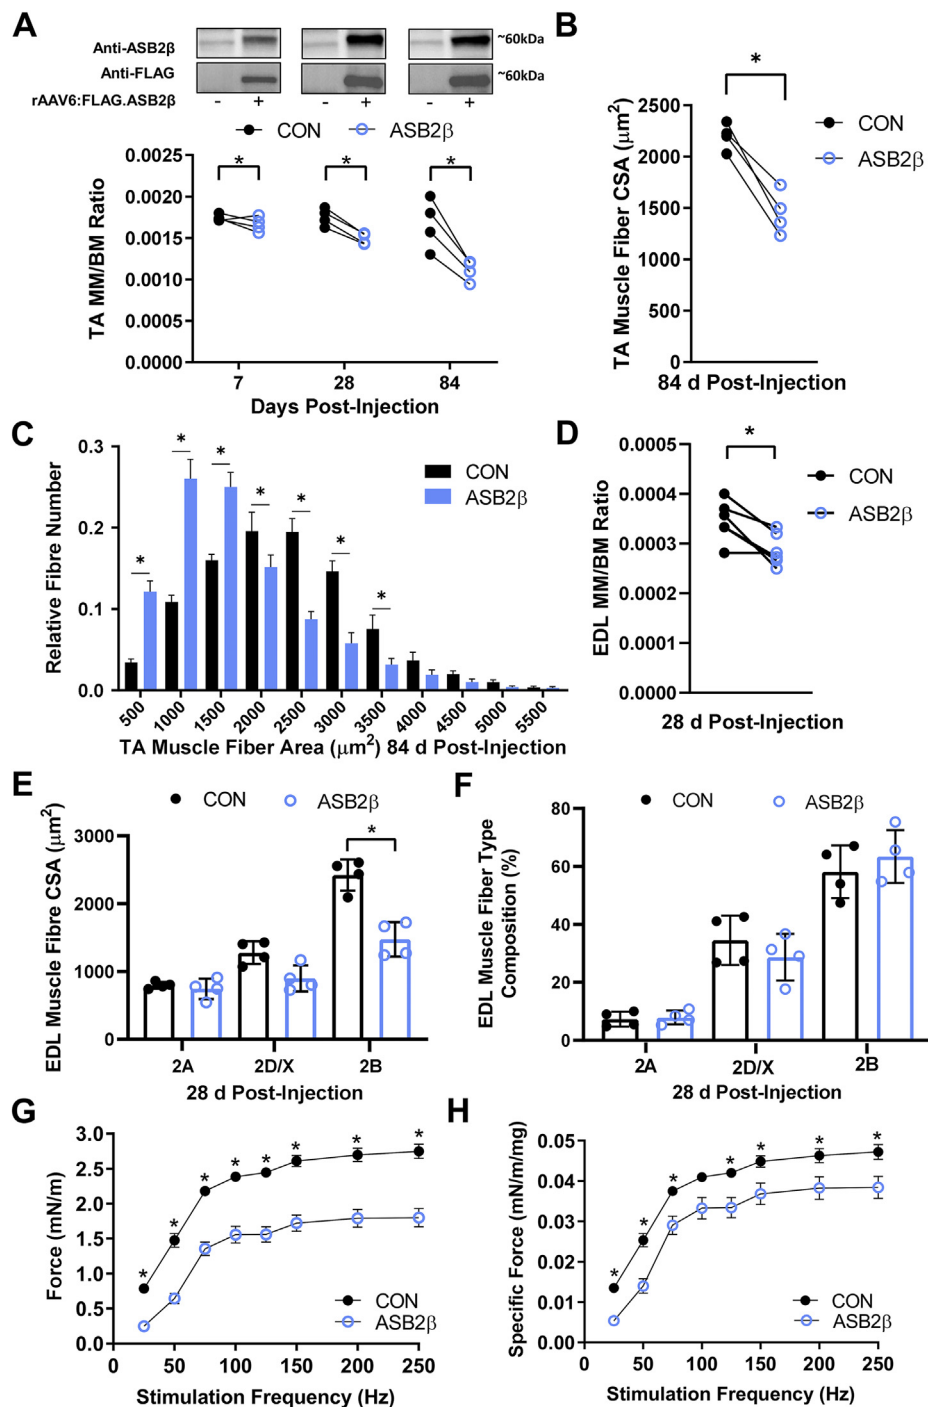 A
Anti-ASB2β
~60kDa
Anti-FLAG
~60kDa
rAAV6:FLAG.ASB2β
- + - + - +
CON ASB2β
TA MM/BM Ratio
0.0025
0.0020
0.0015
0.0010
0.0005
0.0000
* * *
7 28 84
Days Post-Injection
B
TA Muscle Fiber CSA (μm²)
2500
2000
1500
1000
500
0
*
CON
ASB2β
84 d Post-Injection
C
Relative Fibre Number
0.3
0.2
0.1
0.0
* * * * * * *
CON
ASB2β
500 1000 1500 2000 2500 3000 3500 4000 4500 5000 5500
TA Muscle Fiber Area (μm²) 84 d Post-Injection
D
EDL MM/BM Ratio
0.0005
0.0004
0.0003
0.0002
0.0001
0.0000
*
CON
ASB2β
28 d Post-Injection
E
CON ASB2β
EDL Muscle Fibre CSA (μm²)
3000
2000
1000
0
*
2A 2D/X 2B
28 d Post-Injection
F
CON ASB2β
EDL Muscle Fiber Type
Composition (%)
80
60
40
20
0
2A 2D/X 2B
28 d Post-Injection
G
Force (mN/m)
3.0
2.5
2.0
1.5
1.0
0.5
0.0
* * * * * * * *
CON
ASB2β
0 50 100 150 200 250
Stimulation Frequency (Hz)
H
Specific Force (mN/m/mg)
0.05
0.04
0.03
0.02
0.01
0.00
* * * * * * *
CON
ASB2β
0 50 100 150 200 250
Stimulation Frequency (Hz)